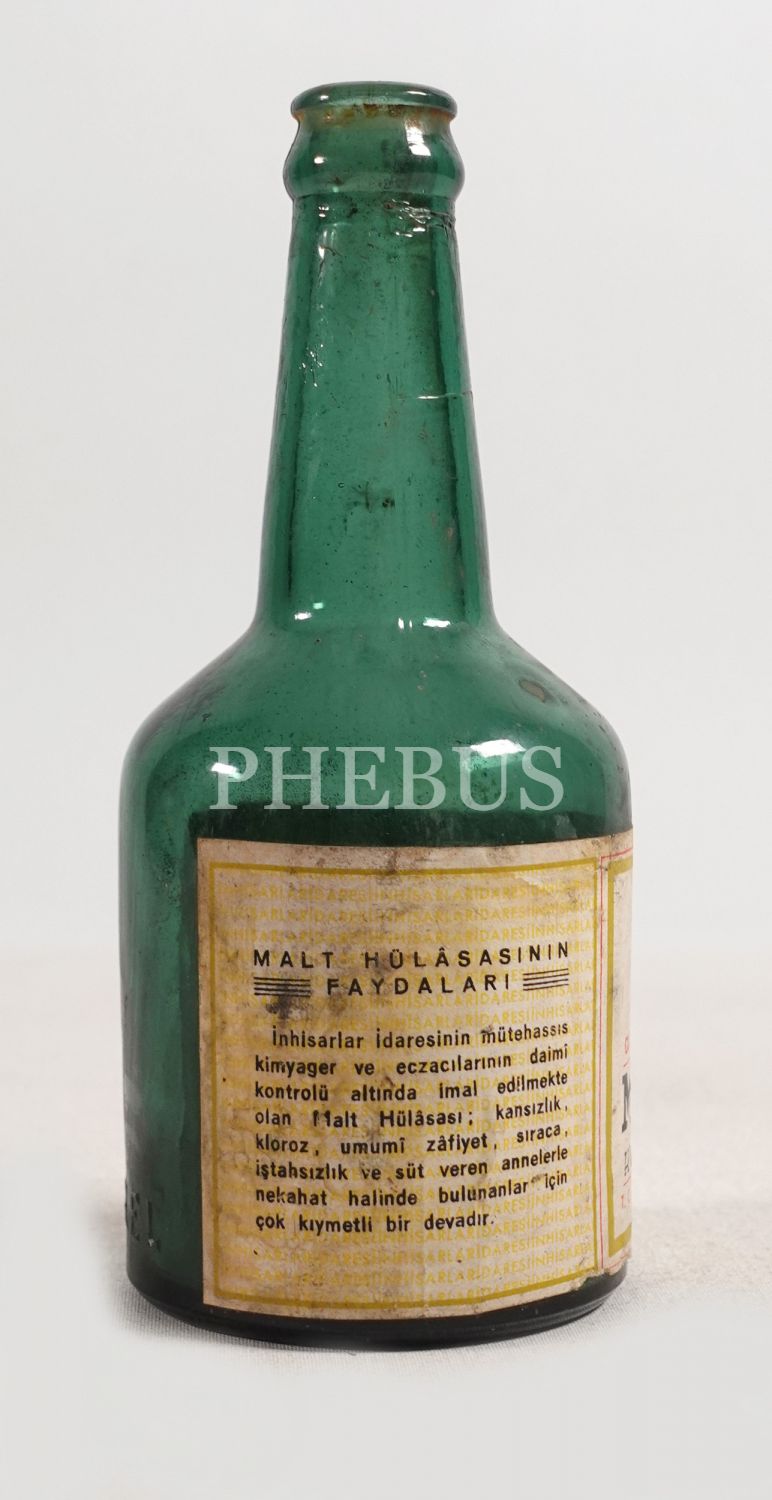 PHEBUS
MALT HÜLÂSASININ
FAYDALARI
İnhisarlar İdaresinin mütehassıs
kimyager ve eczacılarının daimî
kontrolü altında imal edilmekte
olan Malt Hülâsası; kansızlık,
kloroz, umumî zâfiyet, sıraca,
iştahsızlık ve süt veren annelerle
nekahat halinde bulunanlar için
çok kıymetli bir devadır.